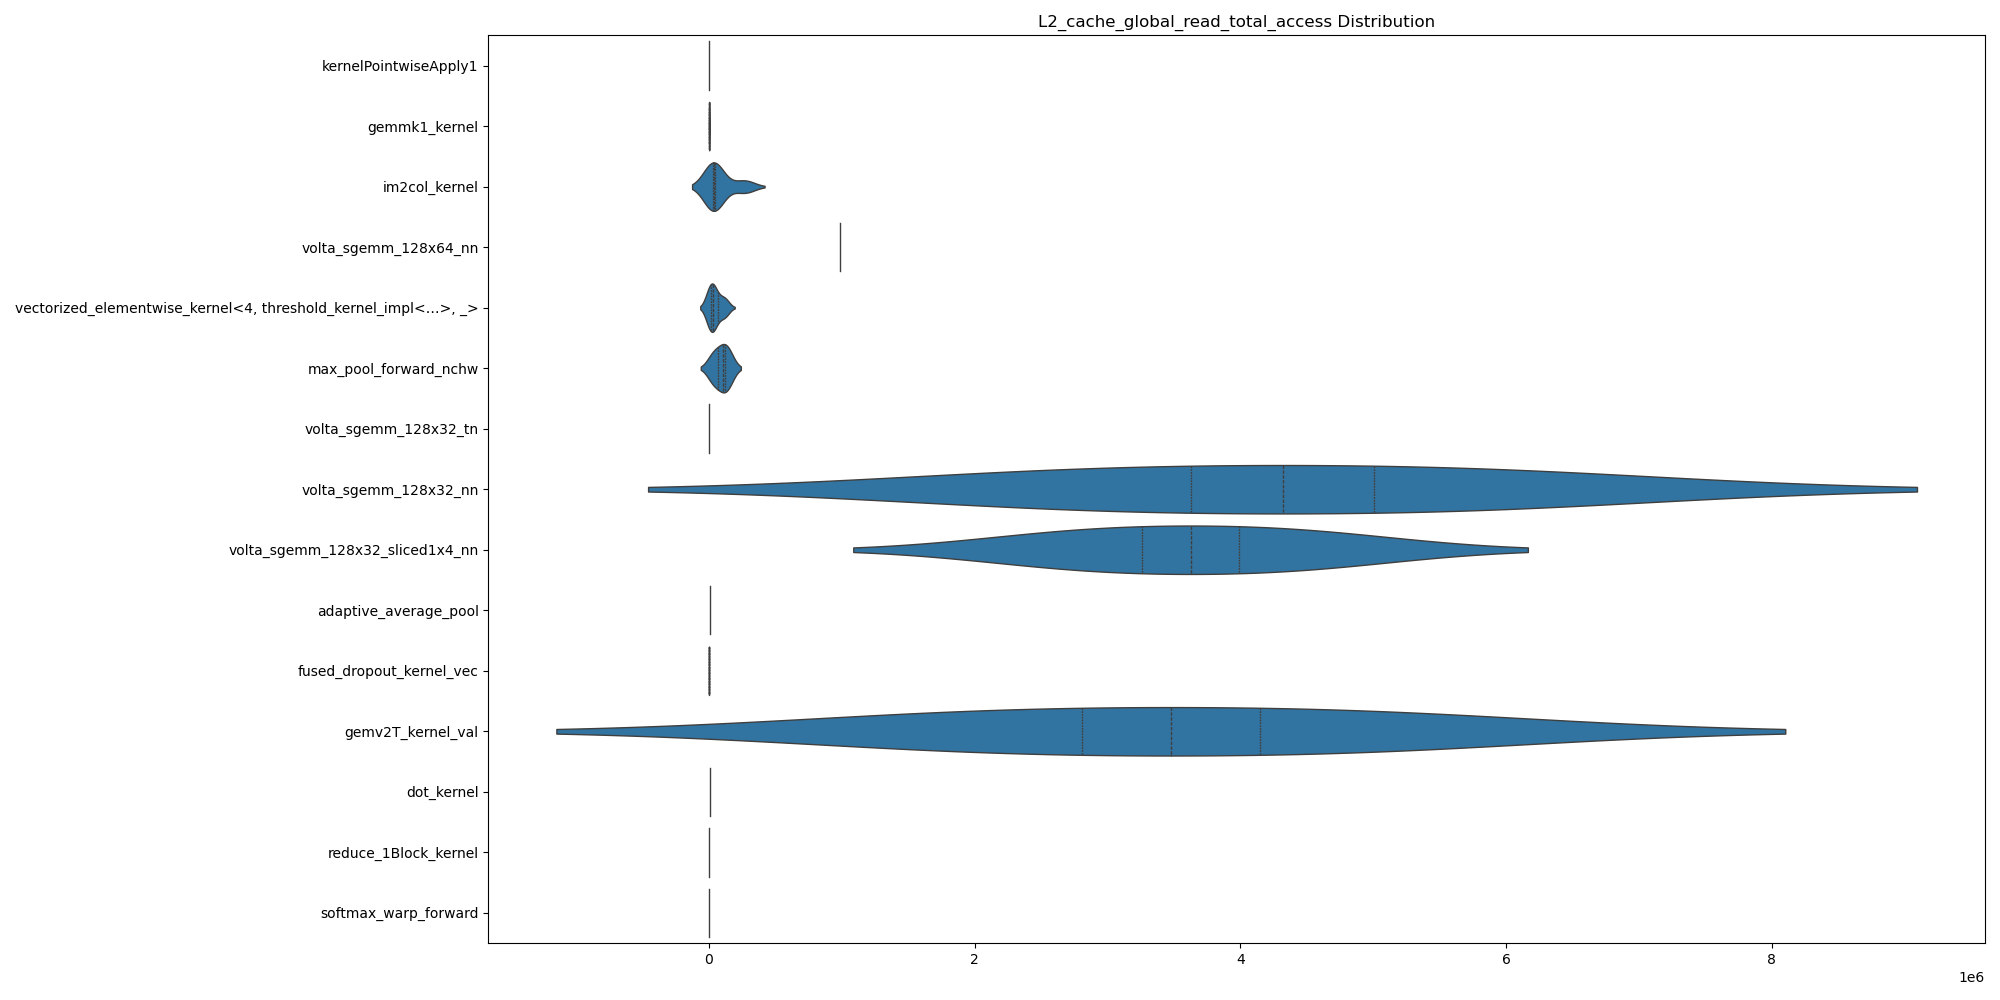 L2_cache_global_read_total_access Distribution
kernelPointwiseApply1
gemmk1_kernel
im2col_kernel
volta_sgemm_128x64_nn
vectorized_elementwise_kernel<4, threshold_kernel_impl<...>, _>
max_pool_forward_nchw
volta_sgemm_128x32_tn
volta_sgemm_128x32_nn
volta_sgemm_128x32_sliced1x4_nn
adaptive_average_pool
fused_dropout_kernel_vec
gemv2T_kernel_val
dot_kernel
reduce_1Block_kernel
softmax_warp_forward
0 2 4 6 8
1e6